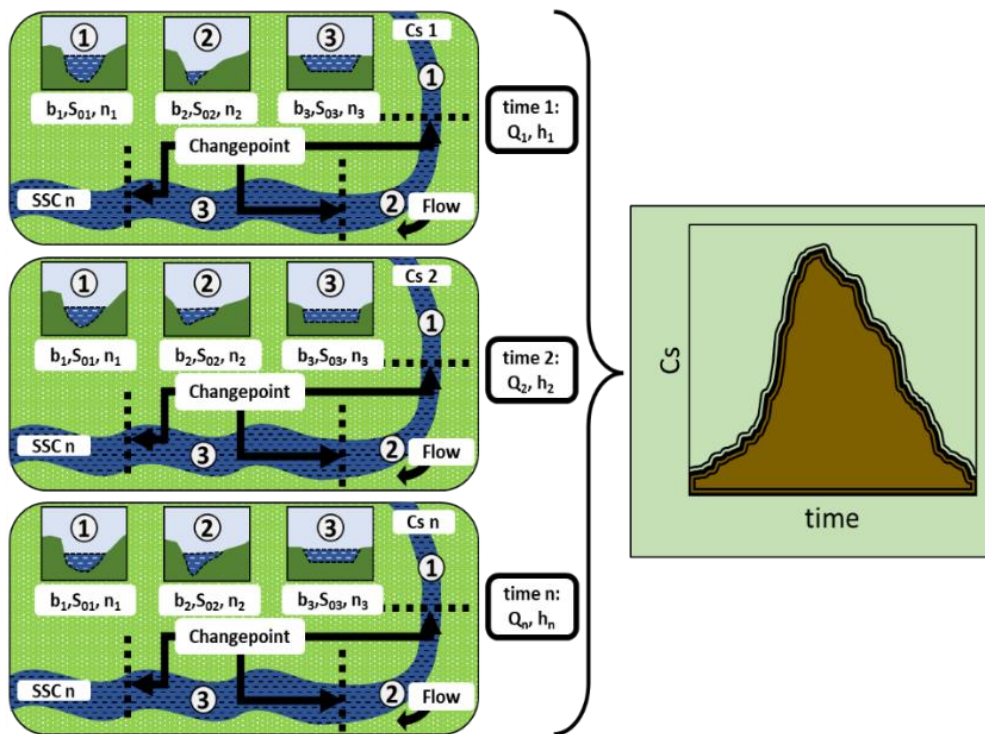 1
2
3
Cs 1
b₁,S₀₁, n₁
b₂,S₀₂, n₂
b₃,S₀₃, n₃
1
Changepoint
SSC n
3
2
Flow
time 1:
Q₁, h₁
1
2
3
Cs 2
b₁,S₀₁, n₁
b₂,S₀₂, n₂
b₃,S₀₃, n₃
1
Changepoint
SSC n
3
2
Flow
time 2:
Q₂, h₂
1
2
3
Cs n
b₁,S₀₁, n₁
b₂,S₀₂, n₂
b₃,S₀₃, n₃
1
Changepoint
SSC n
3
2
Flow
time n:
Qₙ, hₙ
Cs
time